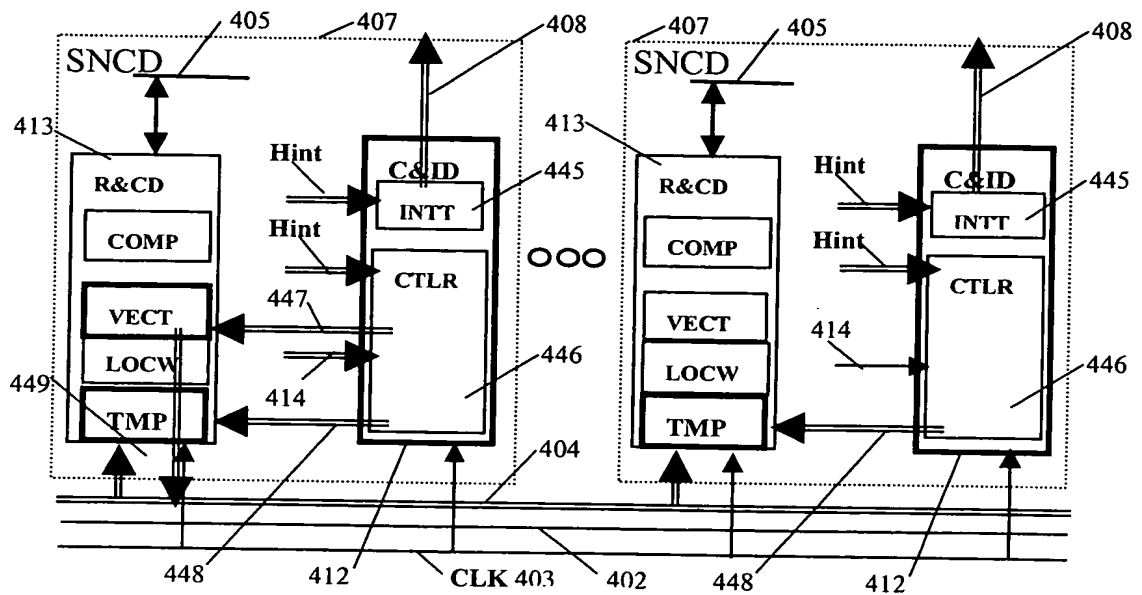 405
407
408
407
405
408
SNCD
SNCD
413
413
Hint
C&ID
445
Hint
C&ID
445
R&CD
INTT
R&CD
INTT
COMP
Hint
CTLR
COMP
Hint
CTLR
447
VECT
VECT
414
LOCW
446
LOCW
446
449
414
TMP
TMP
404
448
448
412
CLK 403
402
448
412